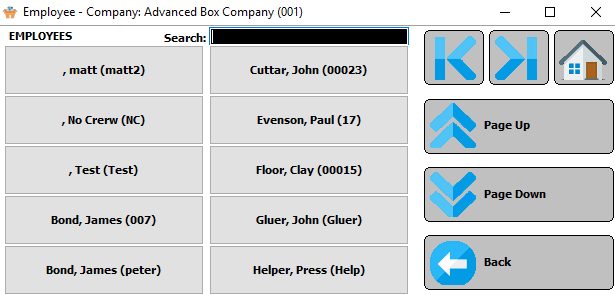 Employee - Company: Advanced Box Company (001)
EMPLOYEES
Search:
, matt (matt2)
Cuttar, John (00023)
, No Crerw (NC)
Evenson, Paul (17)
, Test (Test)
Floor, Clay (00015)
Bond, James (007)
Gluer, John (Gluer)
Bond, James (peter)
Helper, Press (Help)
Page Up
Page Down
Back